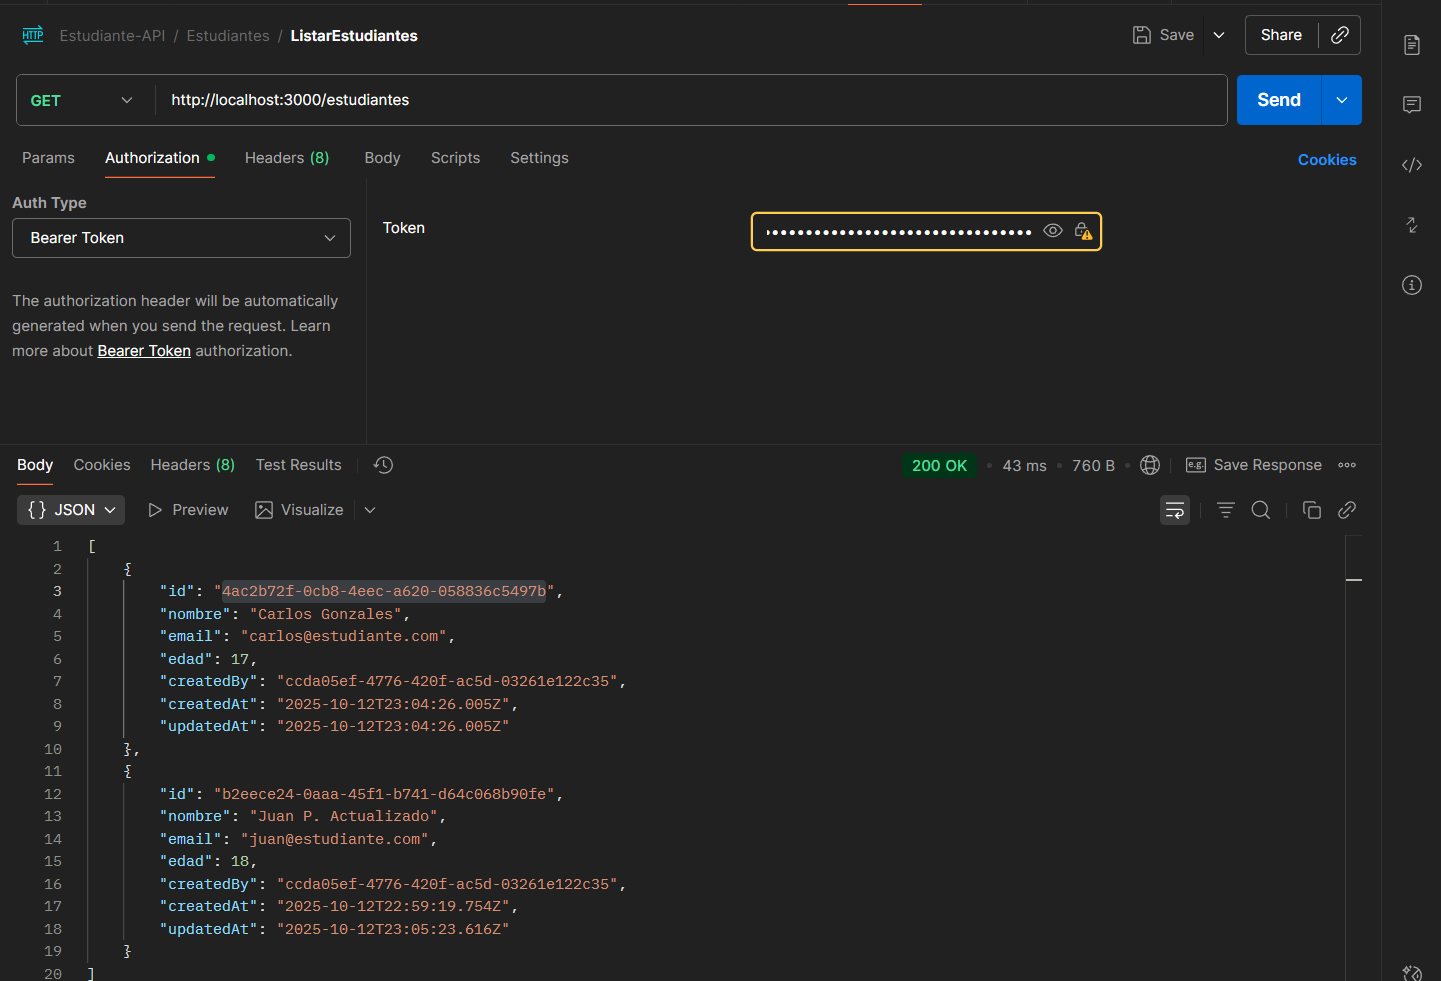 HTTP Estudiante-API / Estudiantes / ListarEstudiantes Save Share
GET http://localhost:3000/estudiantes Send
Params Authorization Headers (8) Body Scripts Settings Cookies
Auth Type
Bearer Token
Token
The authorization header will be automatically
generated when you send the request. Learn
more about Bearer Token authorization.
Body Cookies Headers (8) Test Results 200 OK 43 ms 760 B e.g. Save Response
{} JSON Preview Visualize
1 [
2 {
3 "id": "4ac2b72f-0cb8-4eec-a620-058836c5497b",
4 "nombre": "Carlos Gonzales",
5 "email": "carlos@estudiante.com",
6 "edad": 17,
7 "createdBy": "ccda05ef-4776-420f-ac5d-03261e122c35",
8 "createdAt": "2025-10-12T23:04:26.005Z",
9 "updatedAt": "2025-10-12T23:04:26.005Z"
10 },
11 {
12 "id": "b2eece24-0aaa-45f1-b741-d64c068b90fe",
13 "nombre": "Juan P. Actualizado",
14 "email": "juan@estudiante.com",
15 "edad": 18,
16 "createdBy": "ccda05ef-4776-420f-ac5d-03261e122c35",
17 "createdAt": "2025-10-12T22:59:19.754Z",
18 "updatedAt": "2025-10-12T23:05:23.616Z"
19 }
20 ]